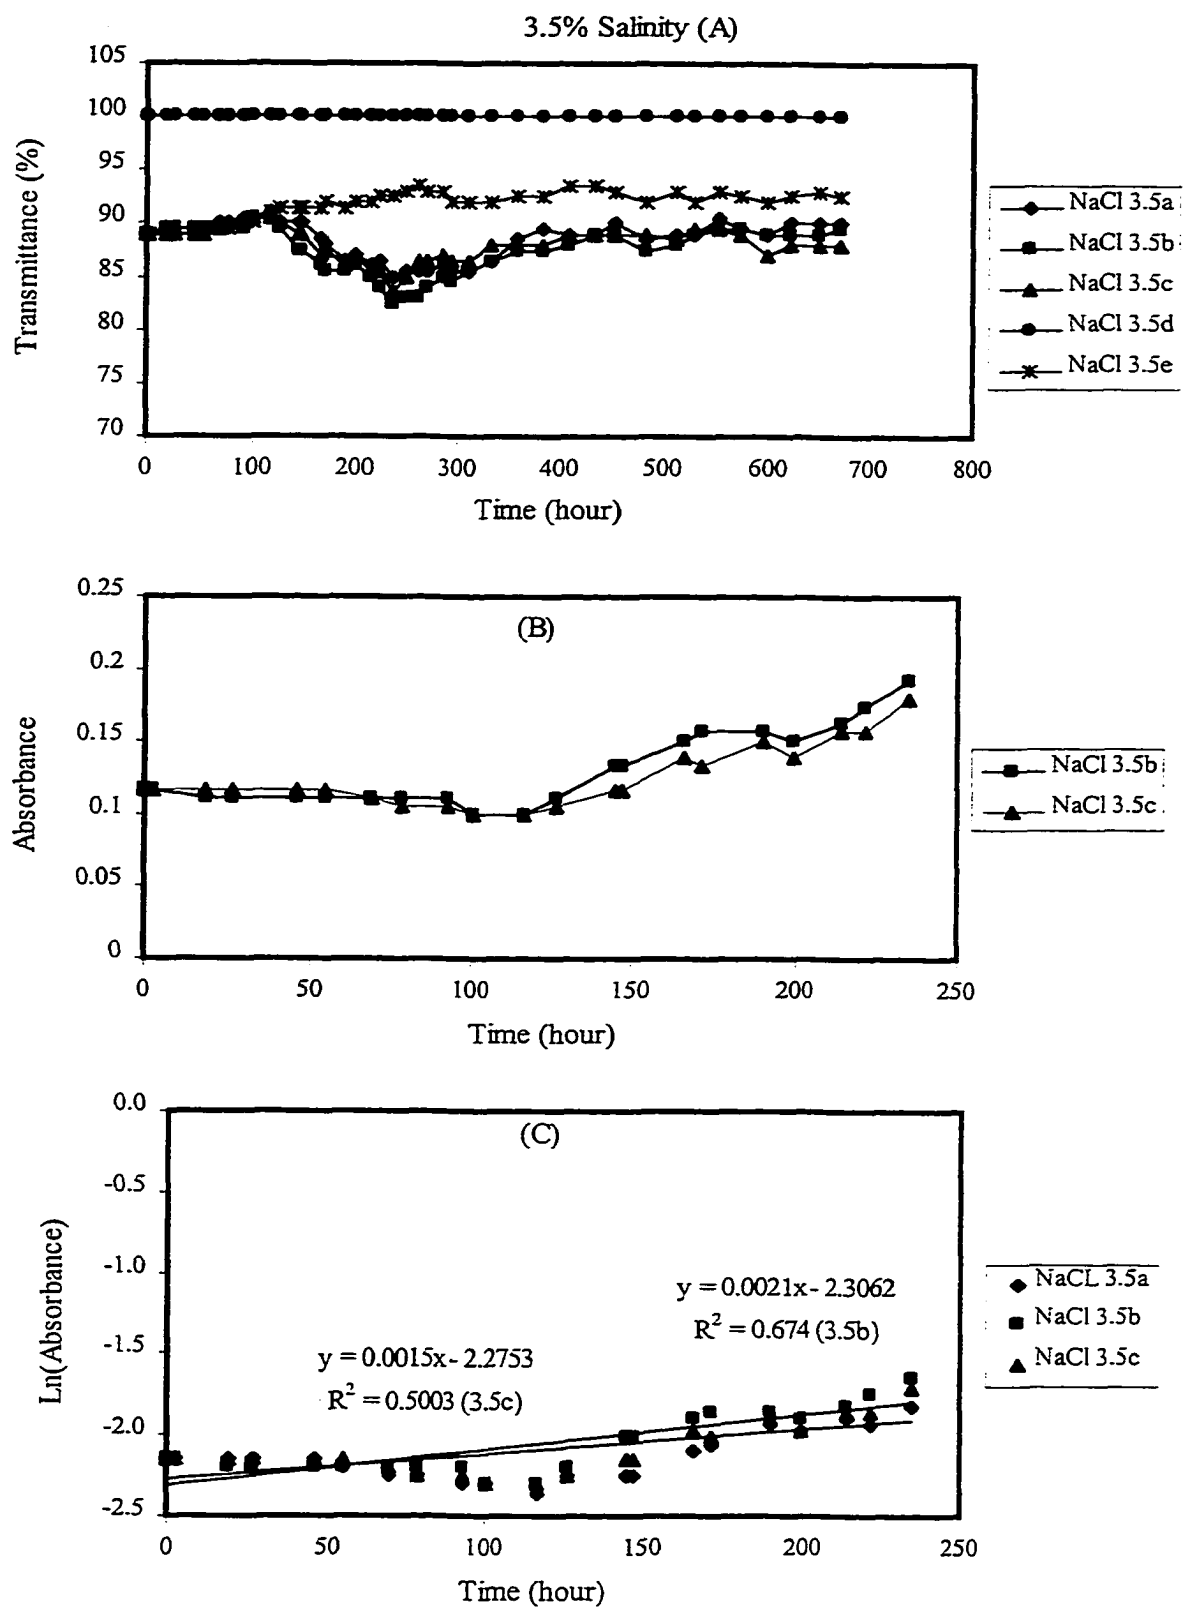 3.5% Salinity (A)
105
100
95
90
85
80
75
70
Transmittance (%)
0 100 200 300 400 500 600 700 800
Time (hour)
NaCl 3.5a
NaCl 3.5b
NaCl 3.5c
NaCl 3.5d
NaCl 3.5e
(B)
0.25
0.2
0.15
0.1
0.05
0
Absorbance
0 50 100 150 200 250
Time (hour)
NaCl 3.5b
NaCl 3.5c
(C)
0.0
-0.5
-1.0
-1.5
-2.0
-2.5
Ln(Absorbance)
y = 0.0021x - 2.3062
R² = 0.674 (3.5b)
y = 0.0015x - 2.2753
R² = 0.5003 (3.5c)
0 50 100 150 200 250
Time (hour)
NaCL 3.5a
NaCl 3.5b
NaCl 3.5c